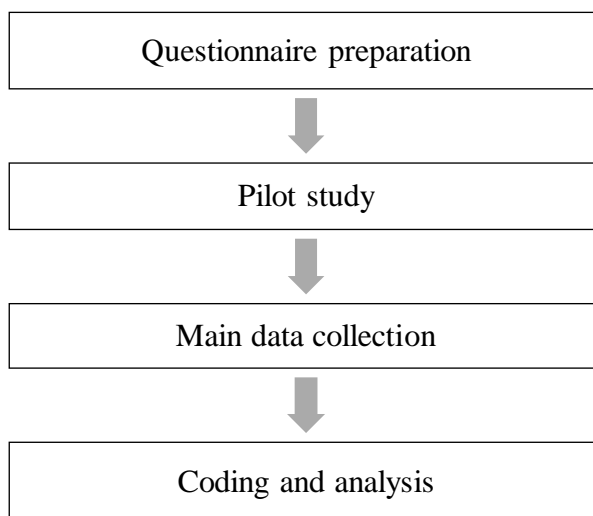 Questionnaire preparation
Pilot study
Main data collection
Coding and analysis